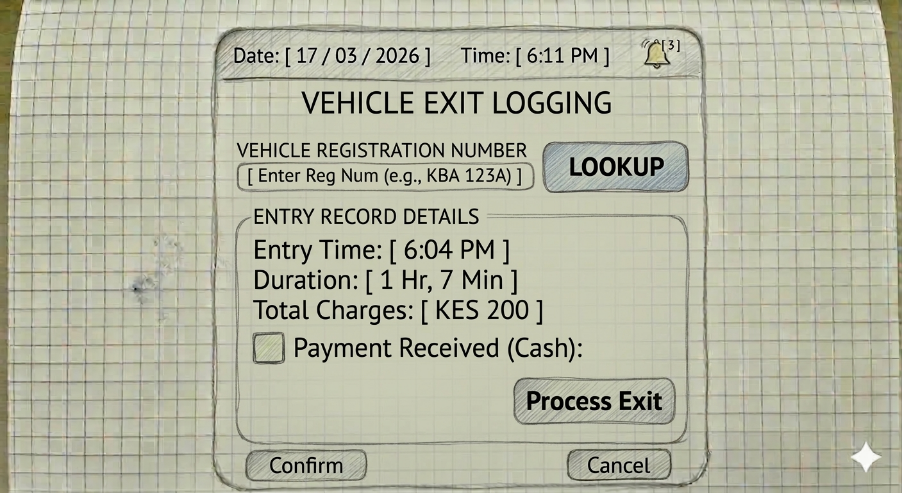 Date: [ 17 / 03 / 2026 ] Time: [ 6:11 PM ] [3]
VEHICLE EXIT LOGGING
VEHICLE REGISTRATION NUMBER
[ Enter Reg Num (e.g., KBA 123A) ] LOOKUP
ENTRY RECORD DETAILS
Entry Time: [ 6:04 PM ]
Duration: [ 1 Hr, 7 Min ]
Total Charges: [ KES 200 ]
Payment Received (Cash):
Process Exit
Confirm Cancel